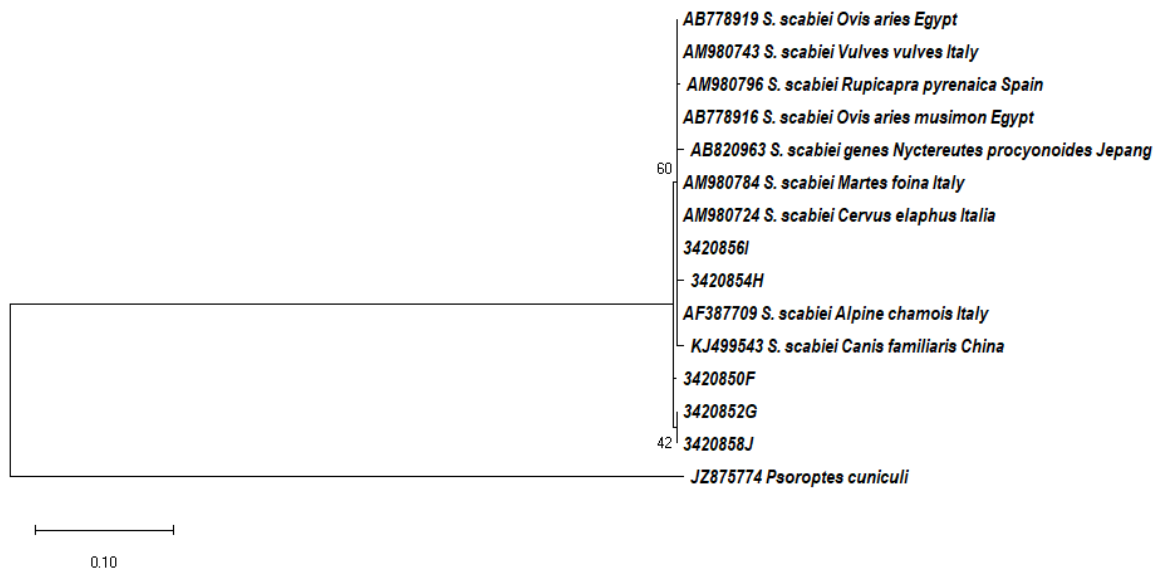 AB778919 S. scabiei Ovis aries Egypt
AM980743 S. scabiei Vulves vulves Italy
AM980796 S. scabiei Rupicapra pyrenaica Spain
AB778916 S. scabiei Ovis aries musimon Egypt
AB820963 S. scabiei genes Nyctereutes procyonoides Jepang
60
AM980784 S. scabiei Martes foina Italy
AM980724 S. scabiei Cervus elaphus Italia
3420856I
3420854H
AF387709 S. scabiei Alpine chamois Italy
KJ499543 S. scabiei Canis familiaris China
3420850F
3420852G
42
3420858J
JZ875774 Psoroptes cuniculi
0.10